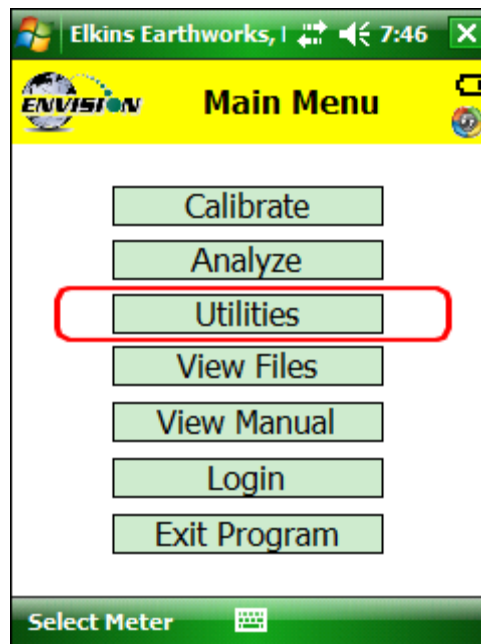 Elkins Earthworks, 7:46
ENVISION Main Menu
Calibrate
Analyze
Utilities
View Files
View Manual
Login
Exit Program
Select Meter